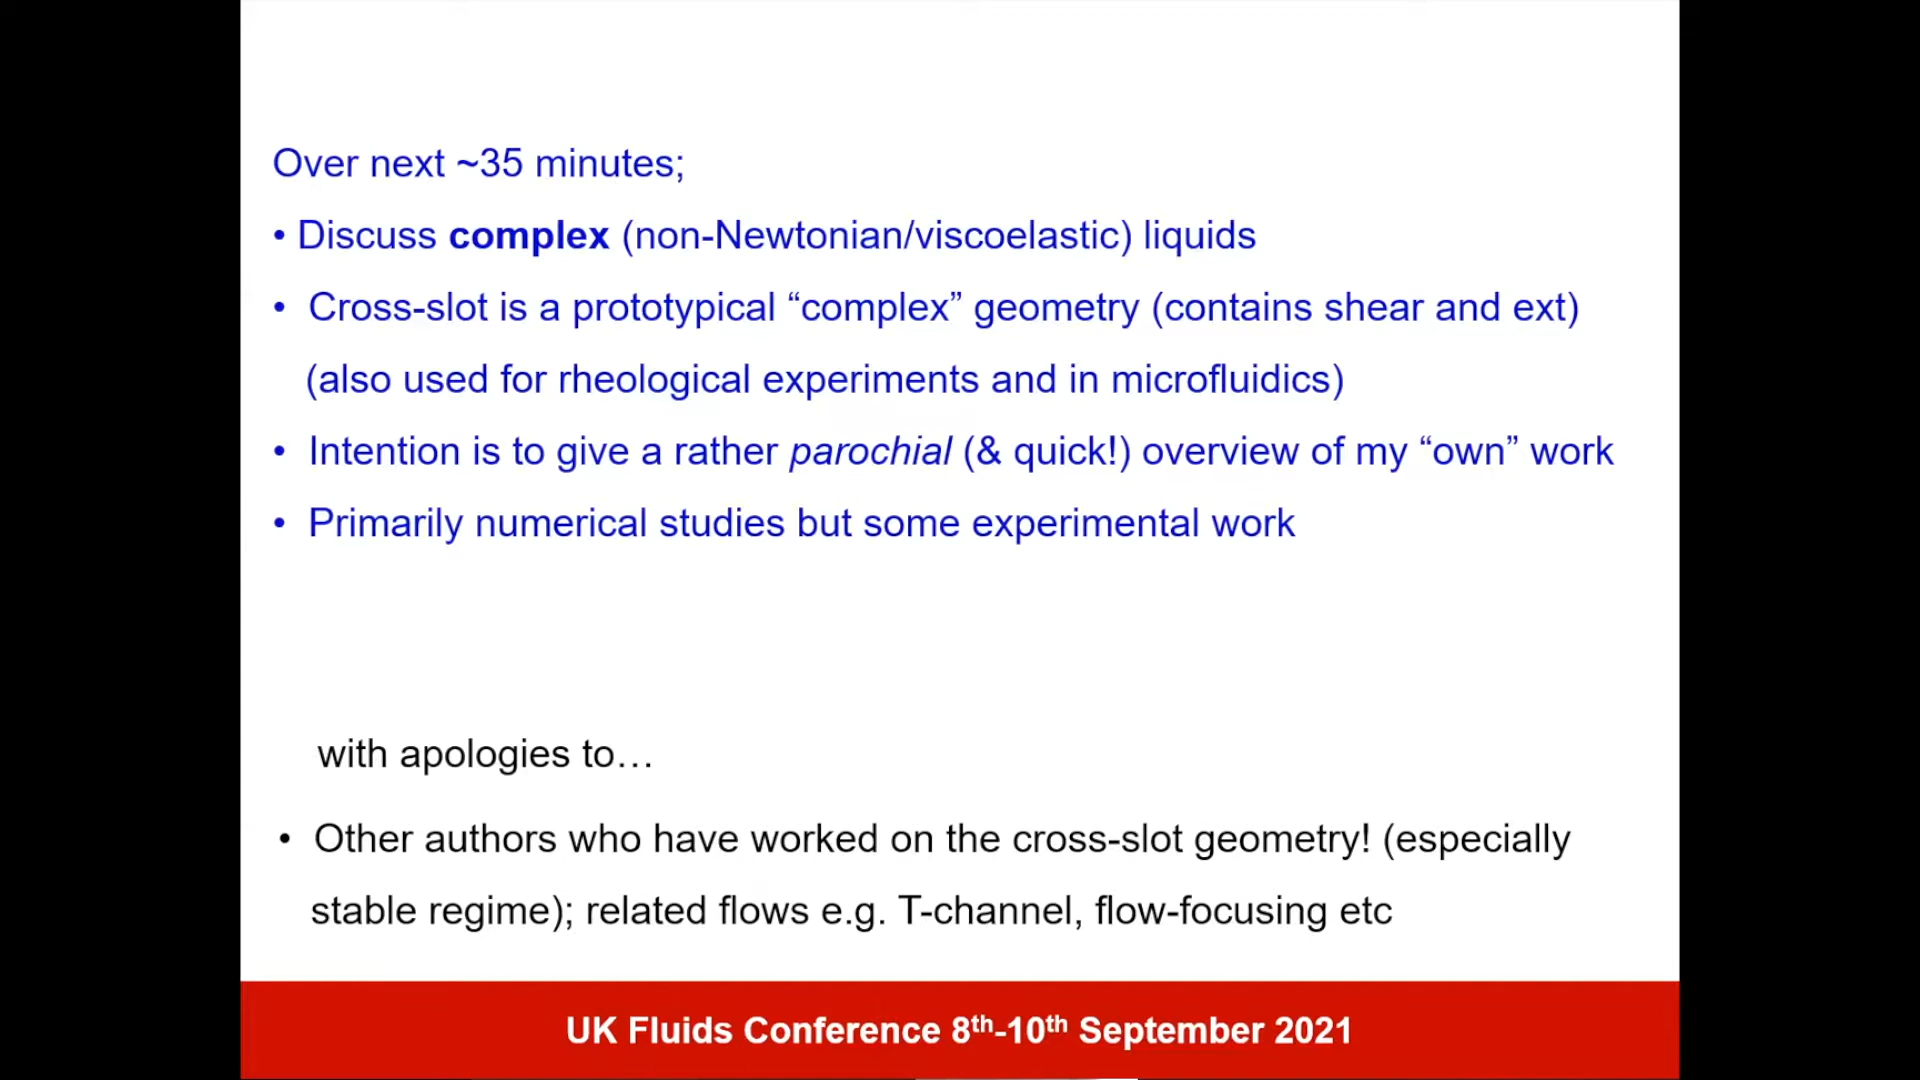 Over next ~35 minutes;
• Discuss complex (non-Newtonian/viscoelastic) liquids
• Cross-slot is a prototypical “complex” geometry (contains shear and ext)
(also used for rheological experiments and in microfluidics)
• Intention is to give a rather parochial (& quick!) overview of my “own” work
• Primarily numerical studies but some experimental work
with apologies to…
• Other authors who have worked on the cross-slot geometry! (especially
stable regime); related flows e.g. T-channel, flow-focusing etc
UK Fluids Conference 8th-10th September 2021